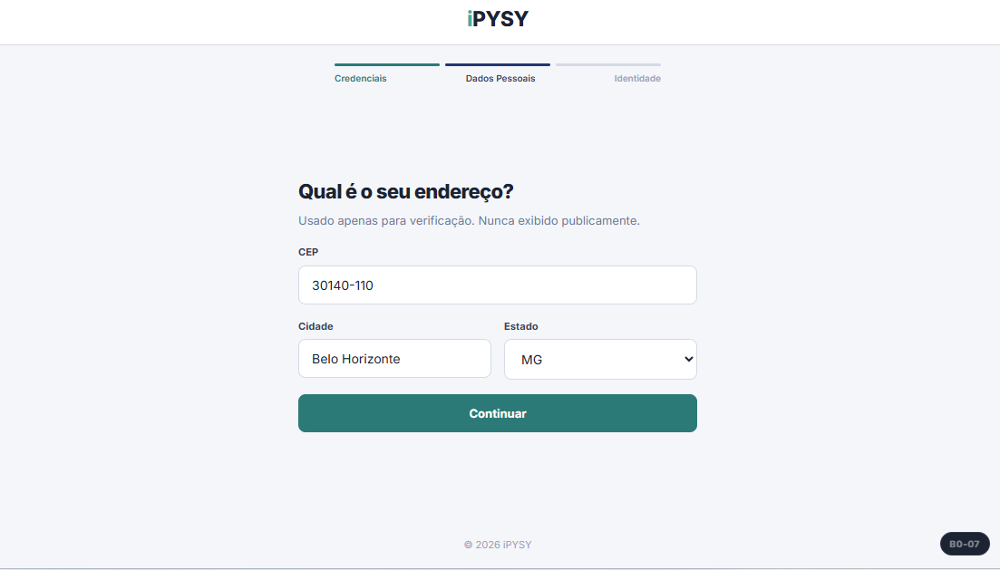 iPYSY
Credenciais Dados Pessoais Identidade
Qual é o seu endereço?
Usado apenas para verificação. Nunca exibido publicamente.
CEP
30140-110
Cidade Estado
Belo Horizonte MG
Continuar
© 2026 iPYSY
B0-07